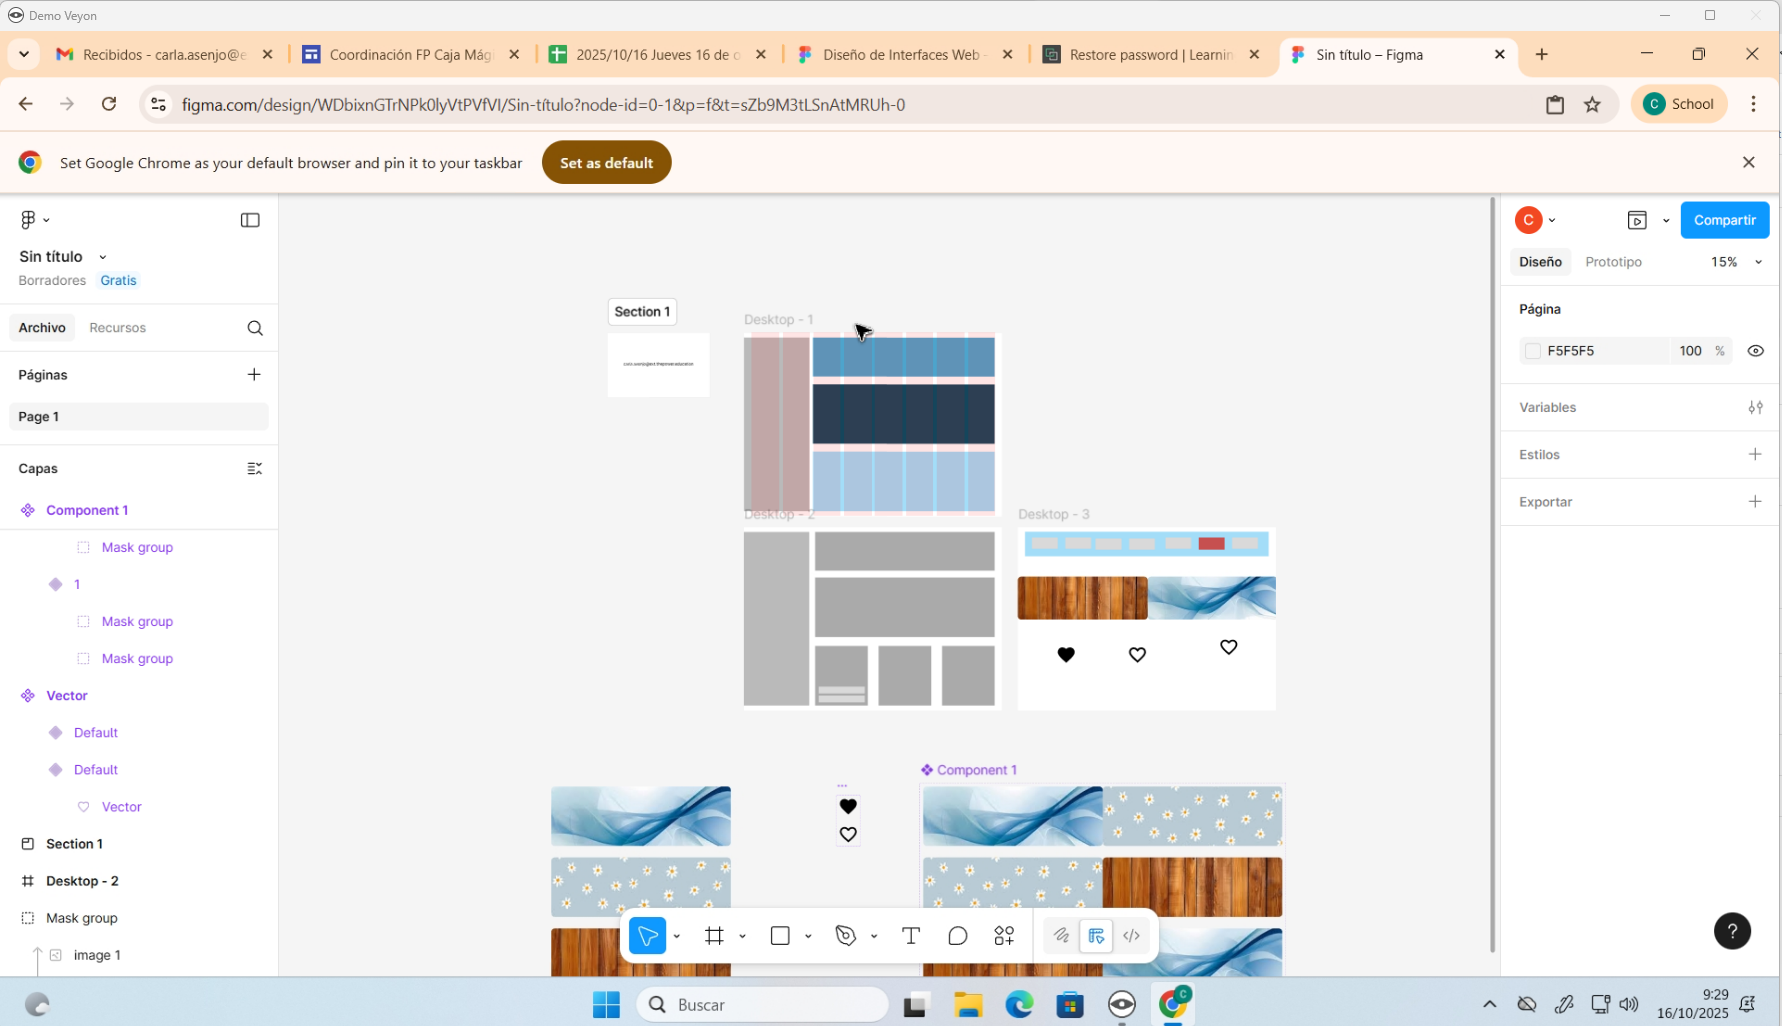 Demo Veyon
Recibidos - carla.asenjo@e
Coordinación FP Caja Mág
2025/10/16 Jueves 16 de o
Diseño de Interfaces Web -
Restore password | Learnin
Sin título – Figma
figma.com/design/WDbixnGTrNPk0lyVtPVfVI/Sin-título?node-id=0-1&p=f&t=sZb9M3tLSnAtMRUh-0
C School
Set Google Chrome as your default browser and pin it to your taskbar
Set as default
C
Compartir
Sin título
Borradores Gratis
Diseño Prototipo 15%
Archivo Recursos
Página
F5F5F5 100 %
Páginas
Page 1
Variables
Estilos
Exportar
Capas
Component 1
Mask group
1
Mask group
Mask group
Vector
Default
Default
Vector
Section 1
Desktop - 2
Mask group
image 1
Section 1
Desktop - 1
Desktop - 2
Desktop - 3
Component 1
...
T
?
Buscar
C
9:29
16/10/2025